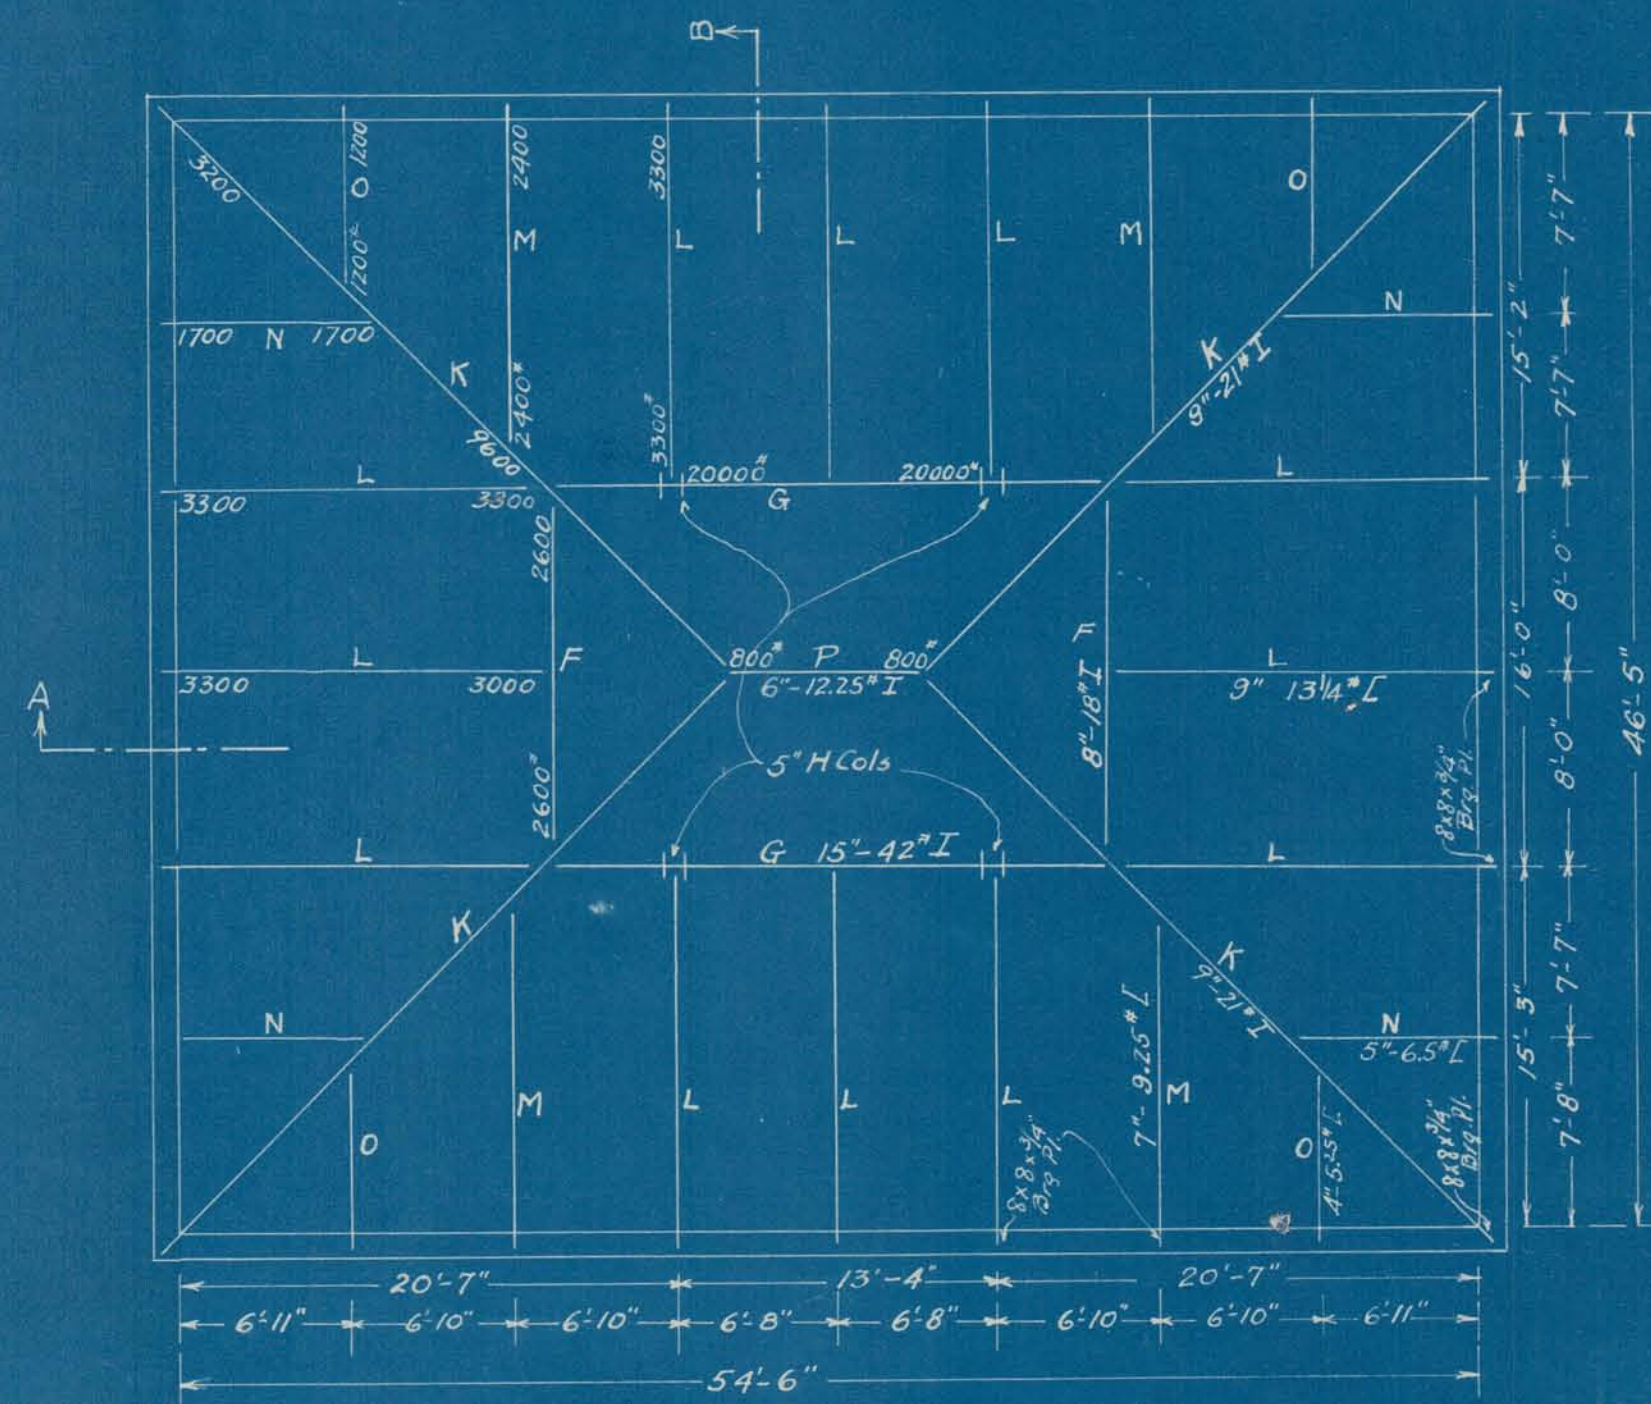 B
3200
O 1200
1200#
2400
M
2400#
3300
L
3300#
L
L
M
O
7'-7"
15'-2"
1700 N 1700
N
K
9600
K
9"-21# I
7'-7"
L
3300 3300
20000# 20000#
G
L
2600
F
2600#
8'-0"
16'-0"
46'-5"
L
3300 3000
800# P 800#
6"-12.25# I
F
8"-18# I
L
9" 13 1/4# [
A
5" H Cols
8'-0"
8x8x3/4"
Brg. Pl.
L
G 15"-42# I
L
K
K
9"-21# I
7'-7"
15'-3"
N
N
5"-6.5# [
O
M
L
L
L
8x8x3/4"
Brg Pl.
7"-9.25# [
M
O
4"-5.25# [
8x8x3/4"
Brg. Pl.
7'-8"
20'-7" 13'-4" 20'-7"
6'-11" 6'-10" 6'-10" 6'-8" 6'-8" 6'-10" 6'-10" 6'-11"
54'-6"